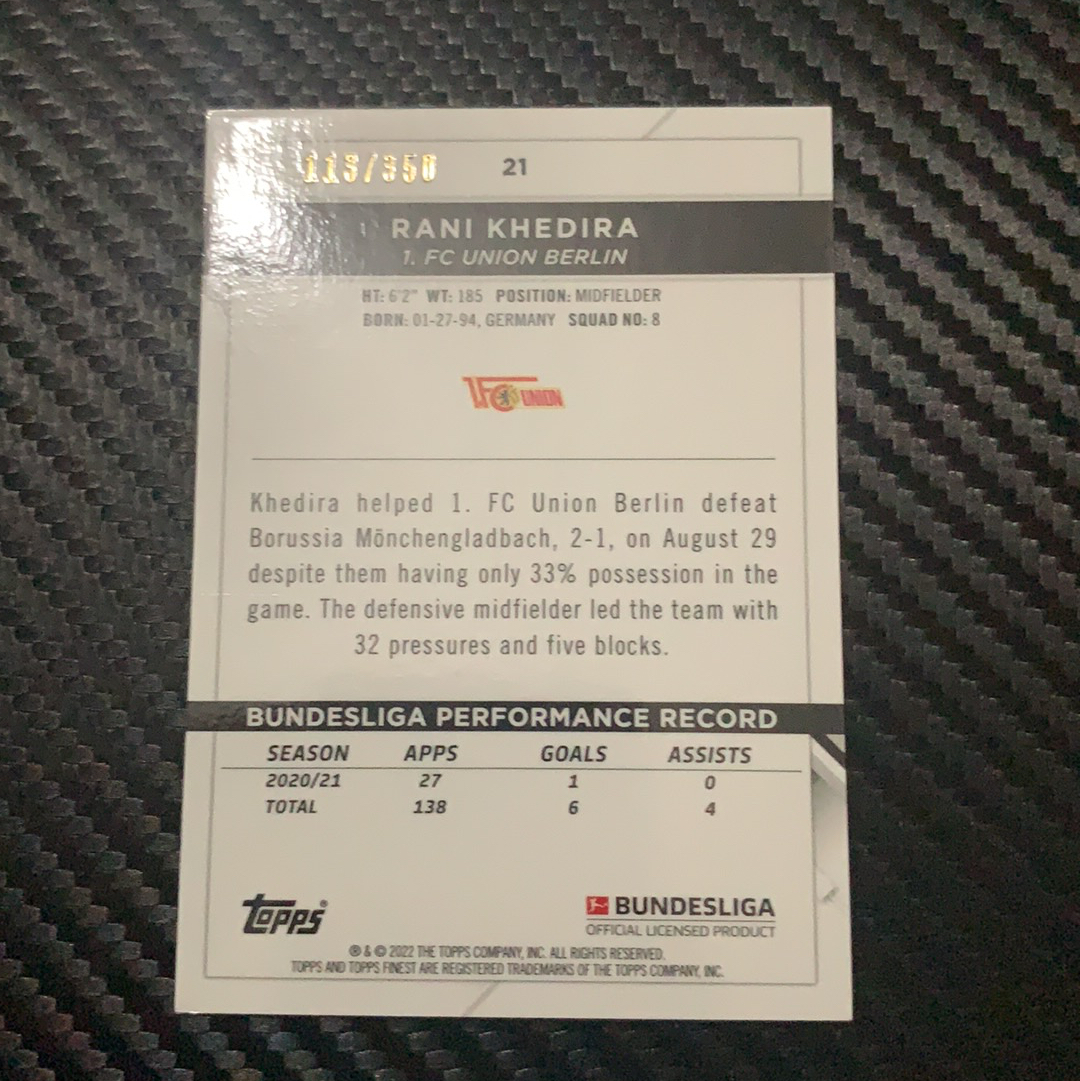 113/350 21
RANI KHEDIRA
1. FC UNION BERLIN
HT: 6'2" WT: 185 POSITION: MIDFIELDER
BORN: 01-27-94, GERMANY SQUAD NO: 8
1.FC UNION
Khedira helped 1. FC Union Berlin defeat
Borussia Mönchengladbach, 2-1, on August 29
despite them having only 33% possession in the
game. The defensive midfielder led the team with
32 pressures and five blocks.
BUNDESLIGA PERFORMANCE RECORD
SEASON APPS GOALS ASSISTS
2020/21 27 1 0
TOTAL 138 6 4
topps®
BUNDESLIGA
OFFICIAL LICENSED PRODUCT
® & © 2022 THE TOPPS COMPANY, INC. ALL RIGHTS RESERVED.
TOPPS AND TOPPS FINEST ARE REGISTERED TRADEMARKS OF THE TOPPS COMPANY, INC.